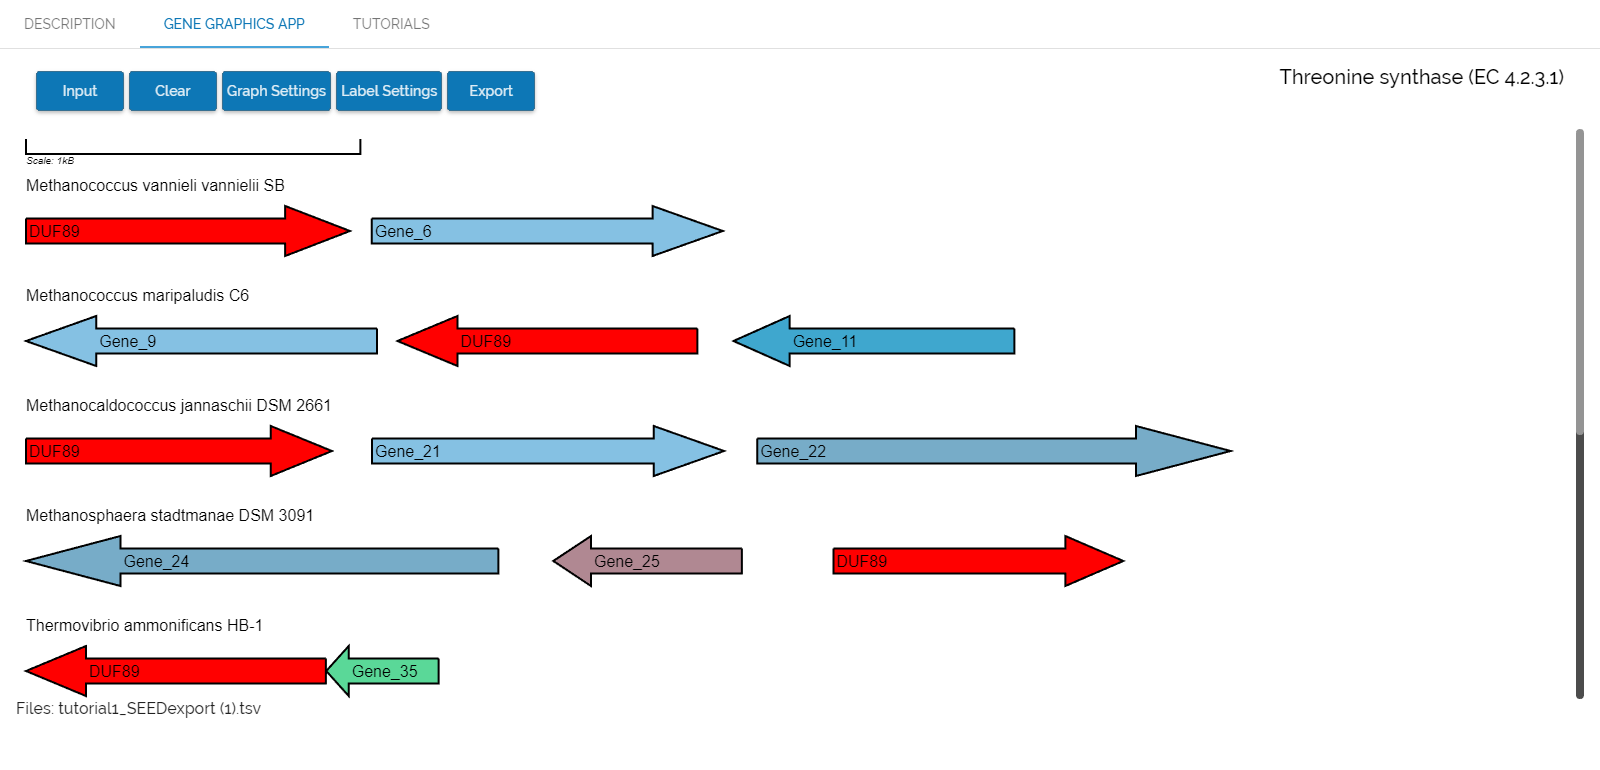 DESCRIPTION GENE GRAPHICS APP TUTORIALS
Input Clear Graph Settings Label Settings Export Threonine synthase (EC 4.2.3.1)
Scale: 1kB
Methanococcus vannieli vannielii SB
DUF89 Gene_6
Methanococcus maripaludis C6
Gene_9 DUF89 Gene_11
Methanocaldococcus jannaschii DSM 2661
DUF89 Gene_21 Gene_22
Methanosphaera stadtmanae DSM 3091
Gene_24 Gene_25 DUF89
Thermovibrio ammonificans HB-1
DUF89 Gene_35
Files: tutorial1_SEEDexport (1).tsv